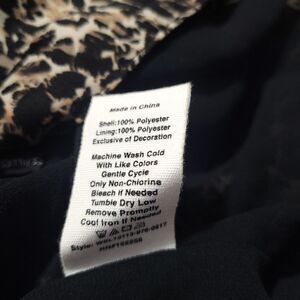 Made in China
Shell:100% Polyester
Lining:100% Polyester
Exclusive of Decoration
Machine Wash Cold
With Like Colors
Gentle Cycle
Only Non-Chlorine
Bleach If Needed
Tumble Dry Low
Remove Promptly
Cool Iron If Needed
Style: